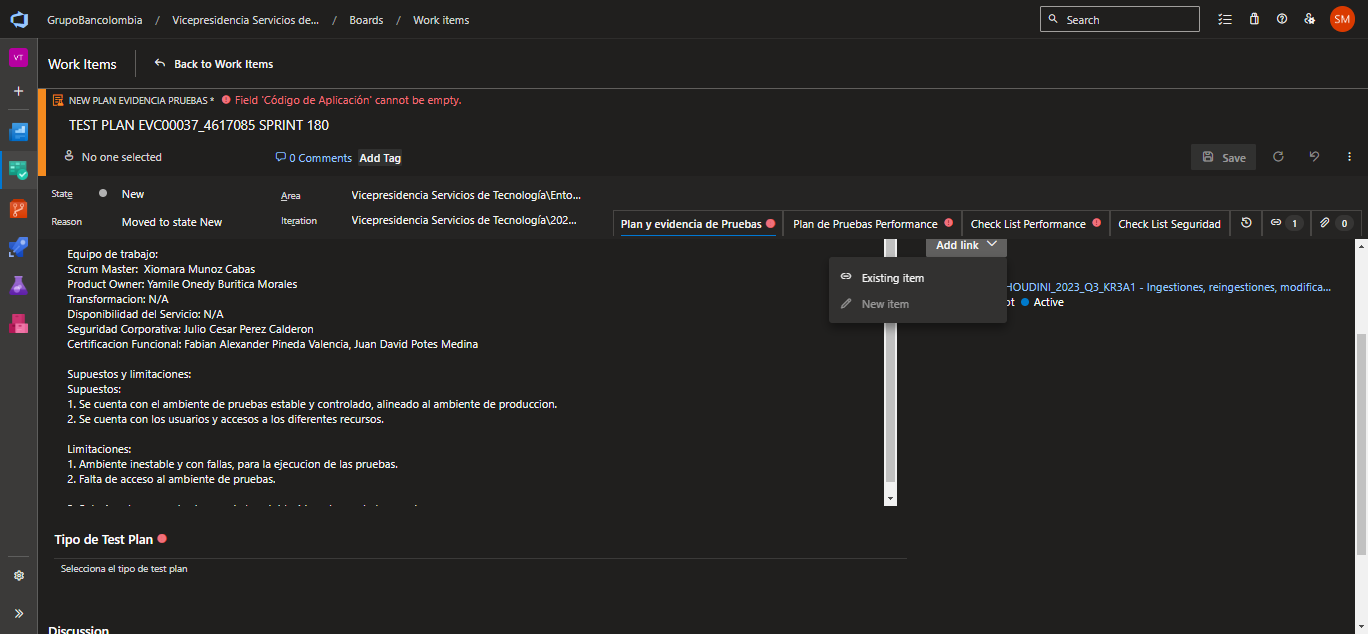 GrupoBancolombia / Vicepresidencia Servicios de... / Boards / Work items
Search
SM
VT
Work Items
Back to Work Items
NEW PLAN EVIDENCIA PRUEBAS * Field 'Código de Aplicación' cannot be empty.
TEST PLAN EVC00037_4617085 SPRINT 180
No one selected
0 Comments
Add Tag
Save
State
New
Area
Vicepresidencia Servicios de Tecnología\Ento...
Reason
Moved to state New
Iteration
Vicepresidencia Servicios de Tecnología\202...
Plan y evidencia de Pruebas
Plan de Pruebas Performance
Check List Performance
Check List Seguridad
1
0
Equipo de trabajo:
Scrum Master: Xiomara Munoz Cabas
Product Owner: Yamile Onedy Buritica Morales
Transformacion: N/A
Disponibilidad del Servicio: N/A
Seguridad Corporativa: Julio Cesar Perez Calderon
Certificacion Funcional: Fabian Alexander Pineda Valencia, Juan David Potes Medina
Supuestos y limitaciones:
Supuestos:
1. Se cuenta con el ambiente de pruebas estable y controlado, alineado al ambiente de produccion.
2. Se cuenta con los usuarios y accesos a los diferentes recursos.
Limitaciones:
1. Ambiente inestable y con fallas, para la ejecucion de las pruebas.
2. Falta de acceso al ambiente de pruebas.
Add link
Existing item
New item
HOUDINI_2023_Q3_KR3A1 - Ingestiones, reingestiones, modifica...
Active
Tipo de Test Plan
Selecciona el tipo de test plan
Discussion